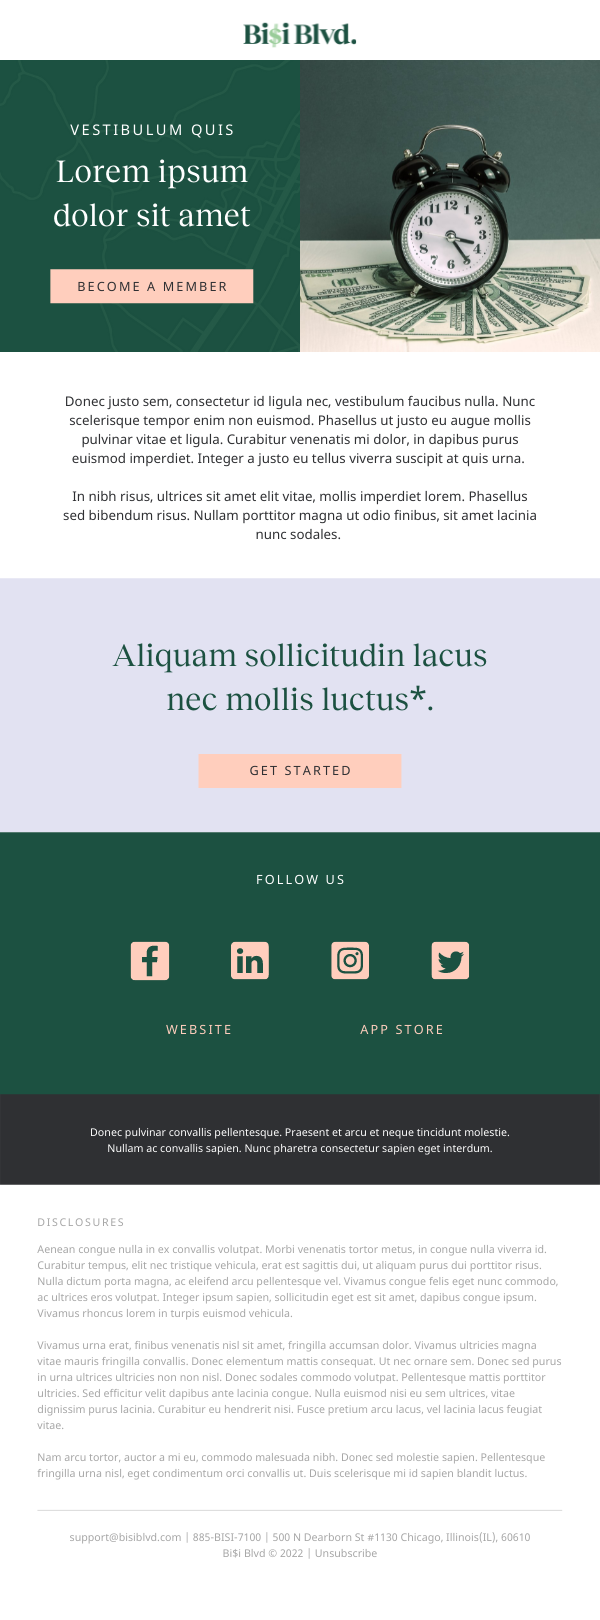 Bi$i Blvd.
VESTIBULUM QUIS
Lorem ipsum
dolor sit amet
BECOME A MEMBER
12
1
2
3
4
5
6
7
8
9
10
11
Donec justo sem, consectetur id ligula nec, vestibulum faucibus nulla. Nunc
scelerisque tempor enim non euismod. Phasellus ut justo eu augue mollis
pulvinar vitae et ligula. Curabitur venenatis mi dolor, in dapibus purus
euismod imperdiet. Integer a justo eu tellus viverra suscipit at quis urna.
In nibh risus, ultrices sit amet elit vitae, mollis imperdiet lorem. Phasellus
sed bibendum risus. Nullam porttitor magna ut odio finibus, sit amet lacinia
nunc sodales.
Aliquam sollicitudin lacus
nec mollis luctus*.
GET STARTED
FOLLOW US
WEBSITE APP STORE
Donec pulvinar convallis pellentesque. Praesent et arcu et neque tincidunt molestie.
Nullam ac convallis sapien. Nunc pharetra consectetur sapien eget interdum.
DISCLOSURES
Aenean congue nulla in ex convallis volutpat. Morbi venenatis tortor metus, in congue nulla viverra id.
Curabitur tempus, elit nec tristique vehicula, erat est sagittis dui, ut aliquam purus dui porttitor risus.
Nulla dictum porta magna, ac eleifend arcu pellentesque vel. Vivamus congue felis eget nunc commodo,
ac ultrices eros volutpat. Integer ipsum sapien, sollicitudin eget est sit amet, dapibus congue ipsum.
Vivamus rhoncus lorem in turpis euismod vehicula.
Vivamus urna erat, finibus venenatis nisl sit amet, fringilla accumsan dolor. Vivamus ultricies magna
vitae mauris fringilla convallis. Donec elementum mattis consequat. Ut nec ornare sem. Donec sed purus
in urna ultrices ultricies non non nisl. Donec sodales commodo volutpat. Pellentesque mattis porttitor
ultricies. Sed efficitur velit dapibus ante lacinia congue. Nulla euismod nisi eu sem ultrices, vitae
dignissim purus lacinia. Curabitur eu hendrerit nisi. Fusce pretium arcu lacus, vel lacinia lacus feugiat
vitae.
Nam arcu tortor, auctor a mi eu, commodo malesuada nibh. Donec sed molestie sapien. Pellentesque
fringilla urna nisl, eget condimentum orci convallis ut. Duis scelerisque mi id sapien blandit luctus.
support@bisiblvd.com | 885-BISI-7100 | 500 N Dearborn St #1130 Chicago, Illinois(IL), 60610
Bi$i Blvd © 2022 | Unsubscribe